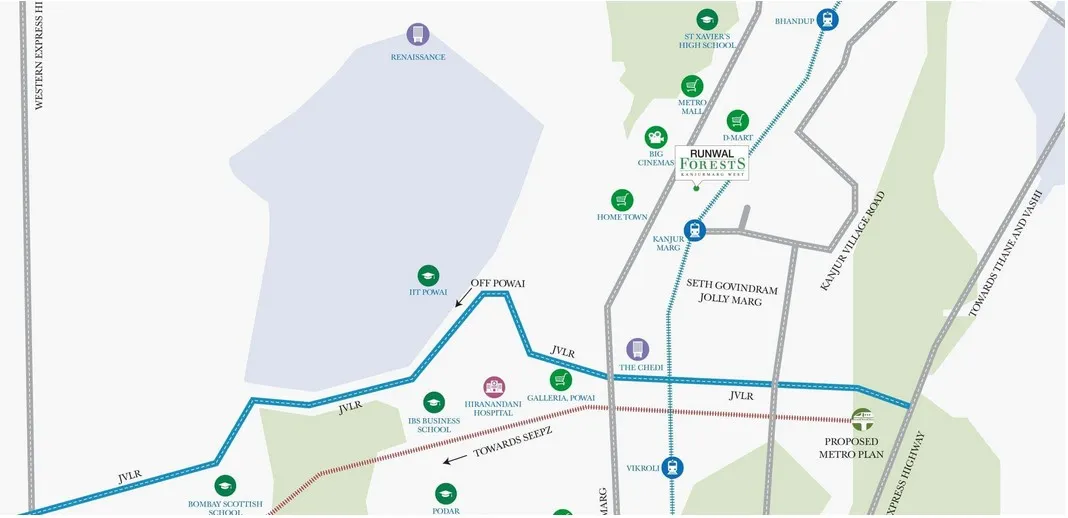 WESTERN EXPRESS HI
RENAISSANCE
ST XAVIER'S
HIGH SCHOOL
BHANDUP
METRO
MALL
D-MART
BIG
CINEMAS
RUNWAL
FORESTS
KANJURMARG WEST
HOME TOWN
KANJUR
MARG
KANJUR VILLAGE ROAD
TOWARDS THANE AND VASHI
IIT POWAI
OFF POWAI
SETH GOVINDRAM
JOLLY MARG
JVLR
THE CHEDI
JVLR
JVLR
IBS BUSINESS
SCHOOL
HIRANANDANI
HOSPITAL
GALLERIA, POWAI
TOWARDS SEEPZ
PROPOSED
METRO PLAN
JVLR
VIKROLI
BOMBAY SCOTTISH
SCHOOL
PODAR
MARG
EXPRESS HIGHWAY